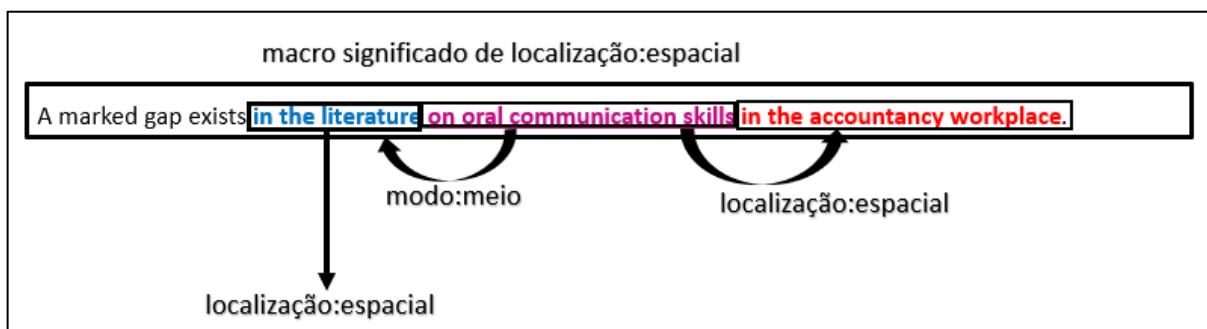 macro significado de localização:espacial
A marked gap exists in the literature on oral communication skills in the accountancy workplace.
modo:meio
localização:espacial
localização:espacial